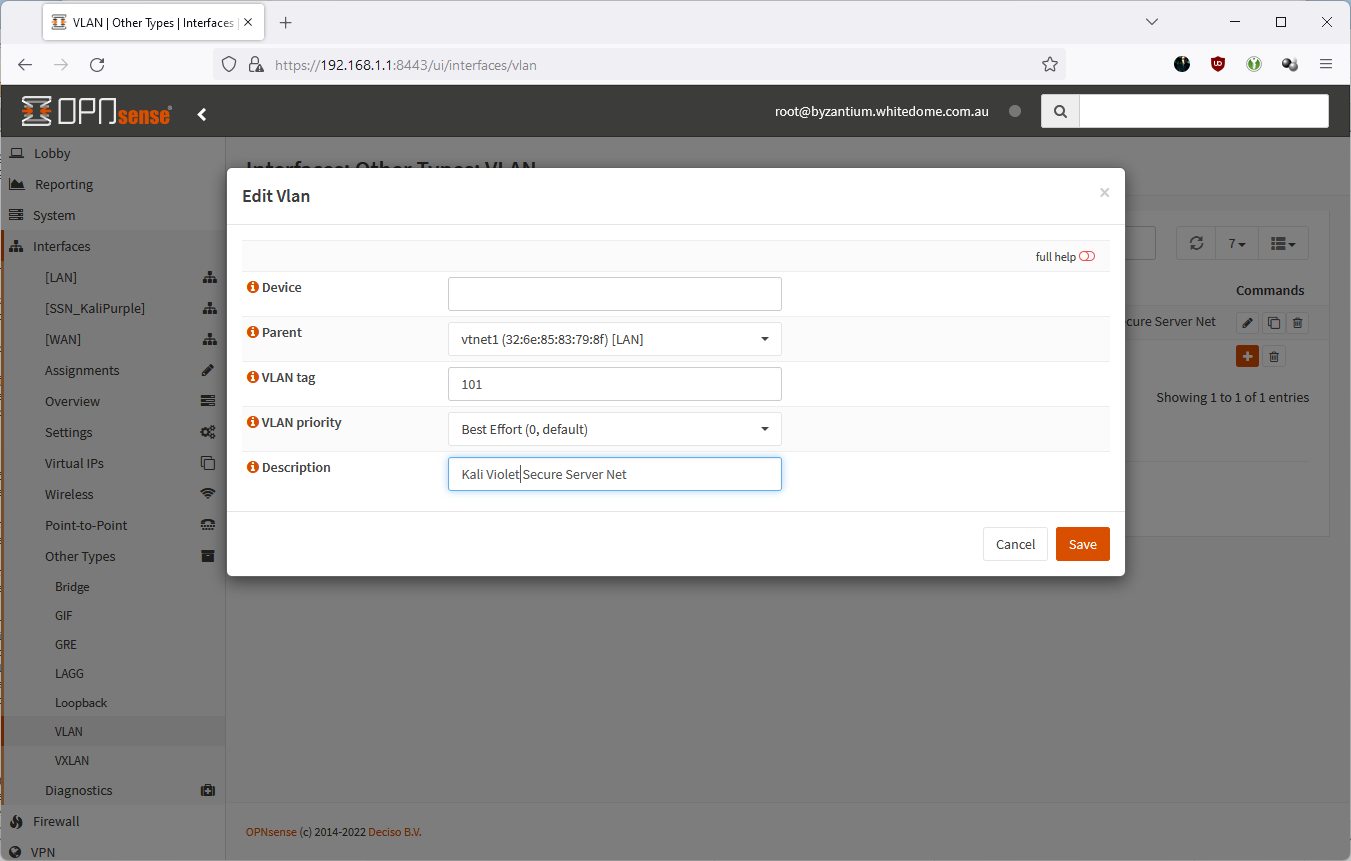 VLAN | Other Types | Interfaces |
https://192.168.1.1:8443/ui/interfaces/vlan
OPNsense
root@byzantium.whitedome.com.au
Lobby
Reporting
System
Interfaces
[LAN]
[SSN_KaliPurple]
[WAN]
Assignments
Overview
Settings
Virtual IPs
Wireless
Point-to-Point
Other Types
Bridge
GIF
GRE
LAGG
Loopback
VLAN
VXLAN
Diagnostics
Firewall
VPN
Interfaces: Other Types: VLAN
Edit Vlan
×
full help
Device
Parent
vtnet1 (32:6e:85:83:79:8f) [LAN]
VLAN tag
101
VLAN priority
Best Effort (0, default)
Description
Kali Violet Secure Server Net
Cancel
Save
7
Commands
cure Server Net
Showing 1 to 1 of 1 entries
OPNsense (c) 2014-2022 Deciso B.V.